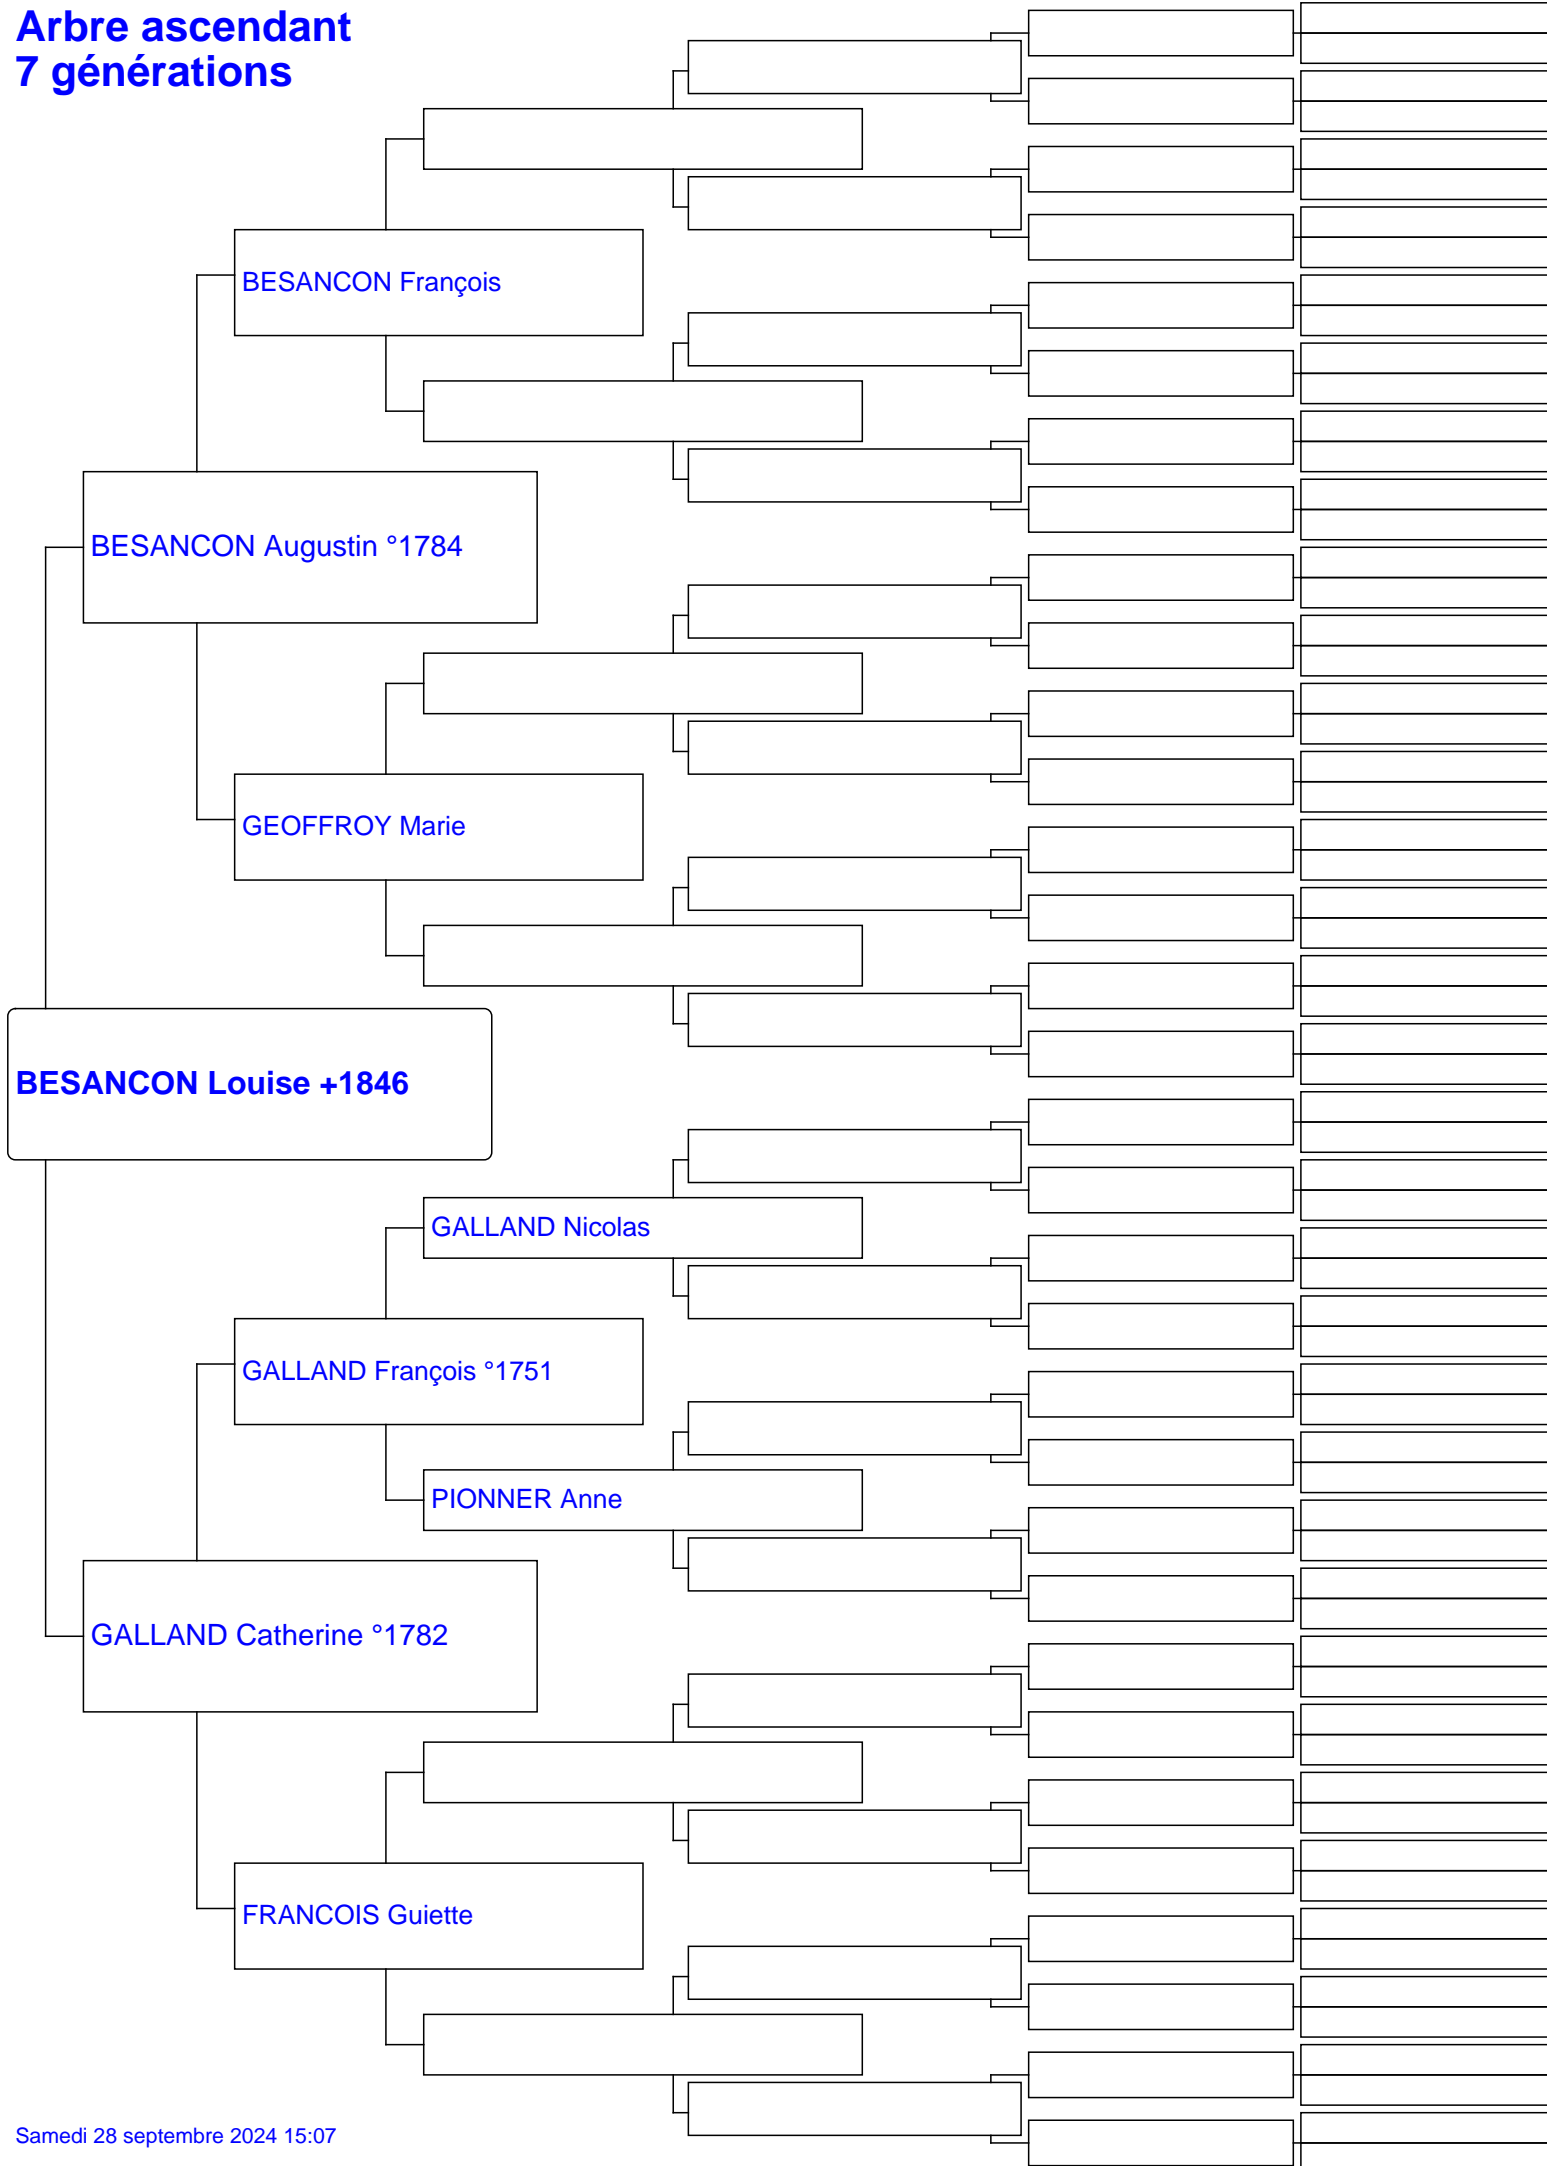 Arbre ascendant
7 générations
BESANCON François
BESANCON Augustin °1784
GEOFFROY Marie
BESANCON Louise +1846
GALLAND Nicolas
GALLAND François °1751
PIONNER Anne
GALLAND Catherine °1782
FRANCOIS Guiette
Samedi 28 septembre 2024 15:07